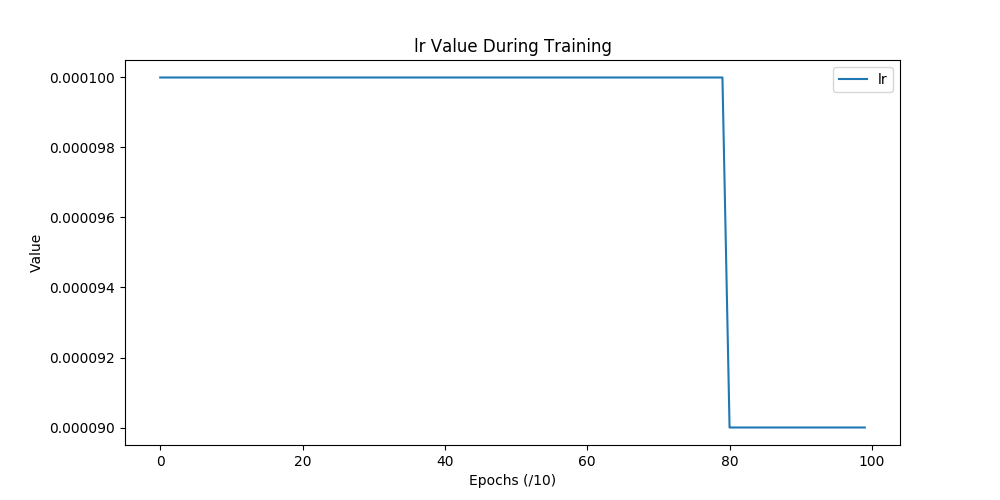 lr Value During Training
lr
0.000100
0.000098
0.000096
0.000094
0.000092
0.000090
Value
0 20 40 60 80 100
Epochs (/10)